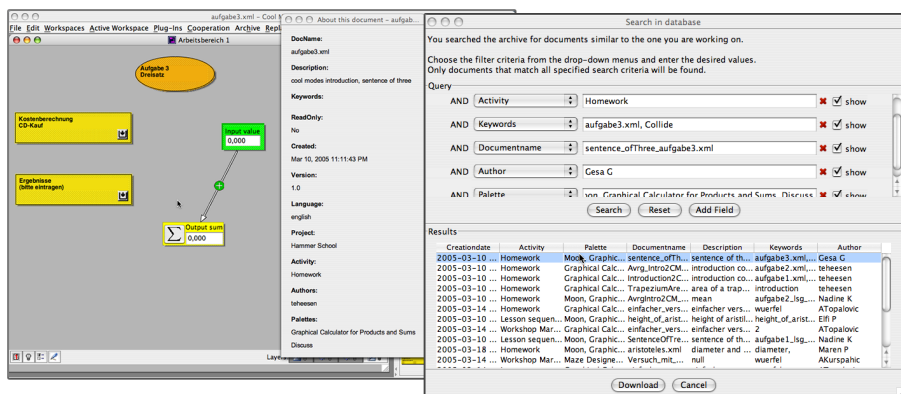 aufgabe3.xml - Cool M
File Edit Workspaces Active Workspace Plug-Ins Cooperation Archive Repl
Arbeitsbereich 1
Aufgabe 3
Dreisatz
Kostenberechnung
CD-Kauf
Input value
0,000
Ergebnisse
(bitte eintragen)
Output sum
Σ 0,000
About this document - aufgab...
DocName:
aufgabe3.xml
Description:
cool modes introduction, sentence of three
Keywords:
ReadOnly:
No
Created:
Mar 10, 2005 11:11:43 PM
Version:
1.0
Language:
english
Project:
Hammer School
Activity:
Homework
Authors:
teheesen
Palettes:
Graphical Calculator for Products and Sums
Discuss
Search in database
You searched the archive for documents similar to the one you are working on.
Choose the filter criteria from the drop-down menus and enter the desired values.
Only documents that match all specified search criteria will be found.
Query
AND Activity Homework show
AND Keywords aufgabe3.xml, Collide show
AND Documentname sentence_ofThree_aufgabe3.xml show
AND Author Gesa G show
AND Palette Graphical Calculator for Products and Sums, Discuss show
Search Reset Add Field
Results
Creationdate Activity Palette Documentname Description Keywords Author
2005-03-10 ... Homework Moon, Graphic... sentence_ofTh... sentence of th... aufgabe3.xml,... Gesa G
2005-03-10 ... Homework Graphical Calc... Avrg_Intro2CM... introduction co... aufgabe2.xml,... teheesen
2005-03-10 ... Homework Graphical Calc... Introduction2C... introduction co... aufgabe1.xml,... teheesen
2005-03-10 ... Homework Graphical Calc... TrapeziumAre... area of a trap... introduction teheesen
2005-03-10 ... Homework Moon, Graphic... AvrgIntro2CM_... mean aufgabe2_lsg_... Nadine K
2005-03-14 ... Homework Graphical Calc... einfacher_vers... einfacher vers... wuerfel ATopalovic
2005-03-10 ... Lesson sequen... Moon, Graphic... height_of_aristi... height of aristil... height_of_arist... Elfi P
2005-03-14 ... Workshop Mar... Graphical Calc... einfacher_vers... einfacher vers... 2 ATopalovic
2005-03-10 ... Lesson sequen... Moon, Graphic... SentenceOfTre... sentence of th... aufgabe1_lsg_... Nadine K
2005-03-18 ... Homework Moon, Graphic... aristoteles.xml diameter and ... diameter, Maren P
2005-03-14 ... Workshop Mar... Maze Designe... Versuch_mit_... null wuerfel AKurspahic
Download Cancel